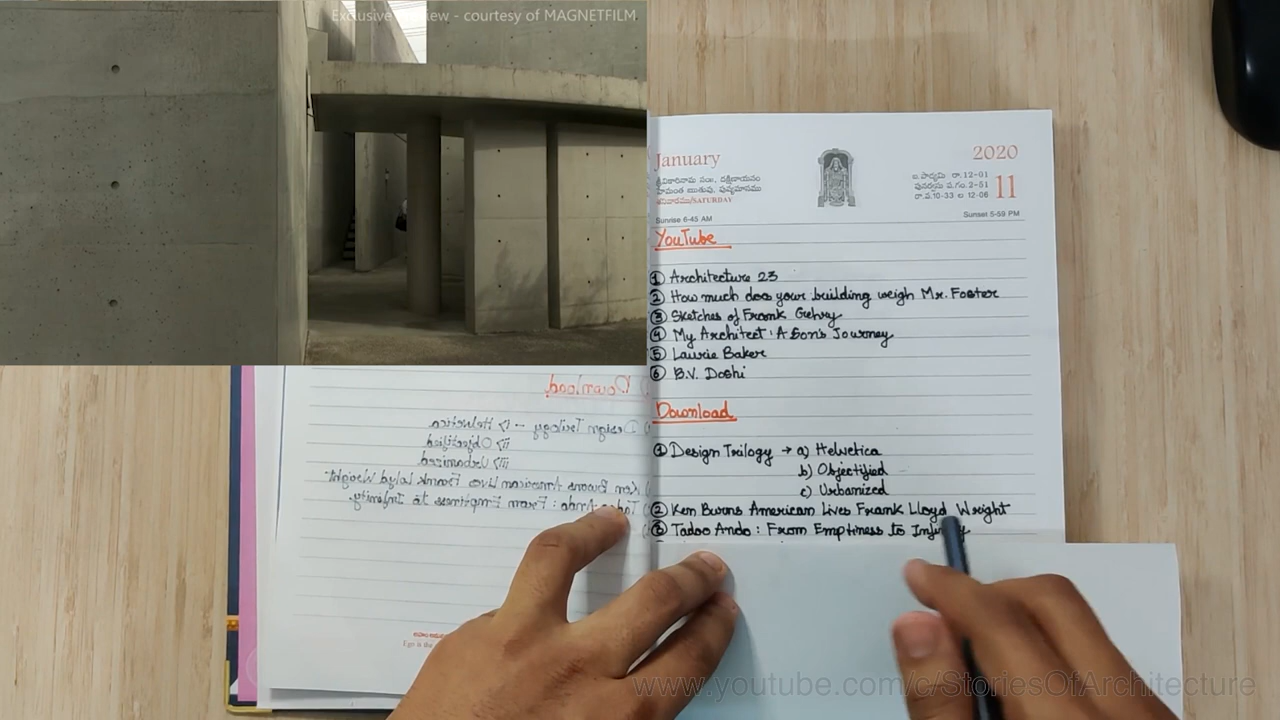 Exclusive
ew - courtesy of MAGNETFILM
January
2020
11
SATURDAY
Sunrise 6-45 AM
Sunset 5-59 PM
YouTube
① Architecture 23
② How much does your building weigh Mr. Foster
③ Sketches of Frank Gehry
④ My Architect : A Son's Journey
⑤ Laurie Baker
⑥ B.V. Doshi
Download
① Design Trilogy → a) Helvetica
b) Objectified
c) Urbanized
② Ken Burns American Lives Frank Lloyd Wright
③ Tadao Ando : From Emptiness to Infinity
www.youtube.com/c/StoriesOfArchitecture